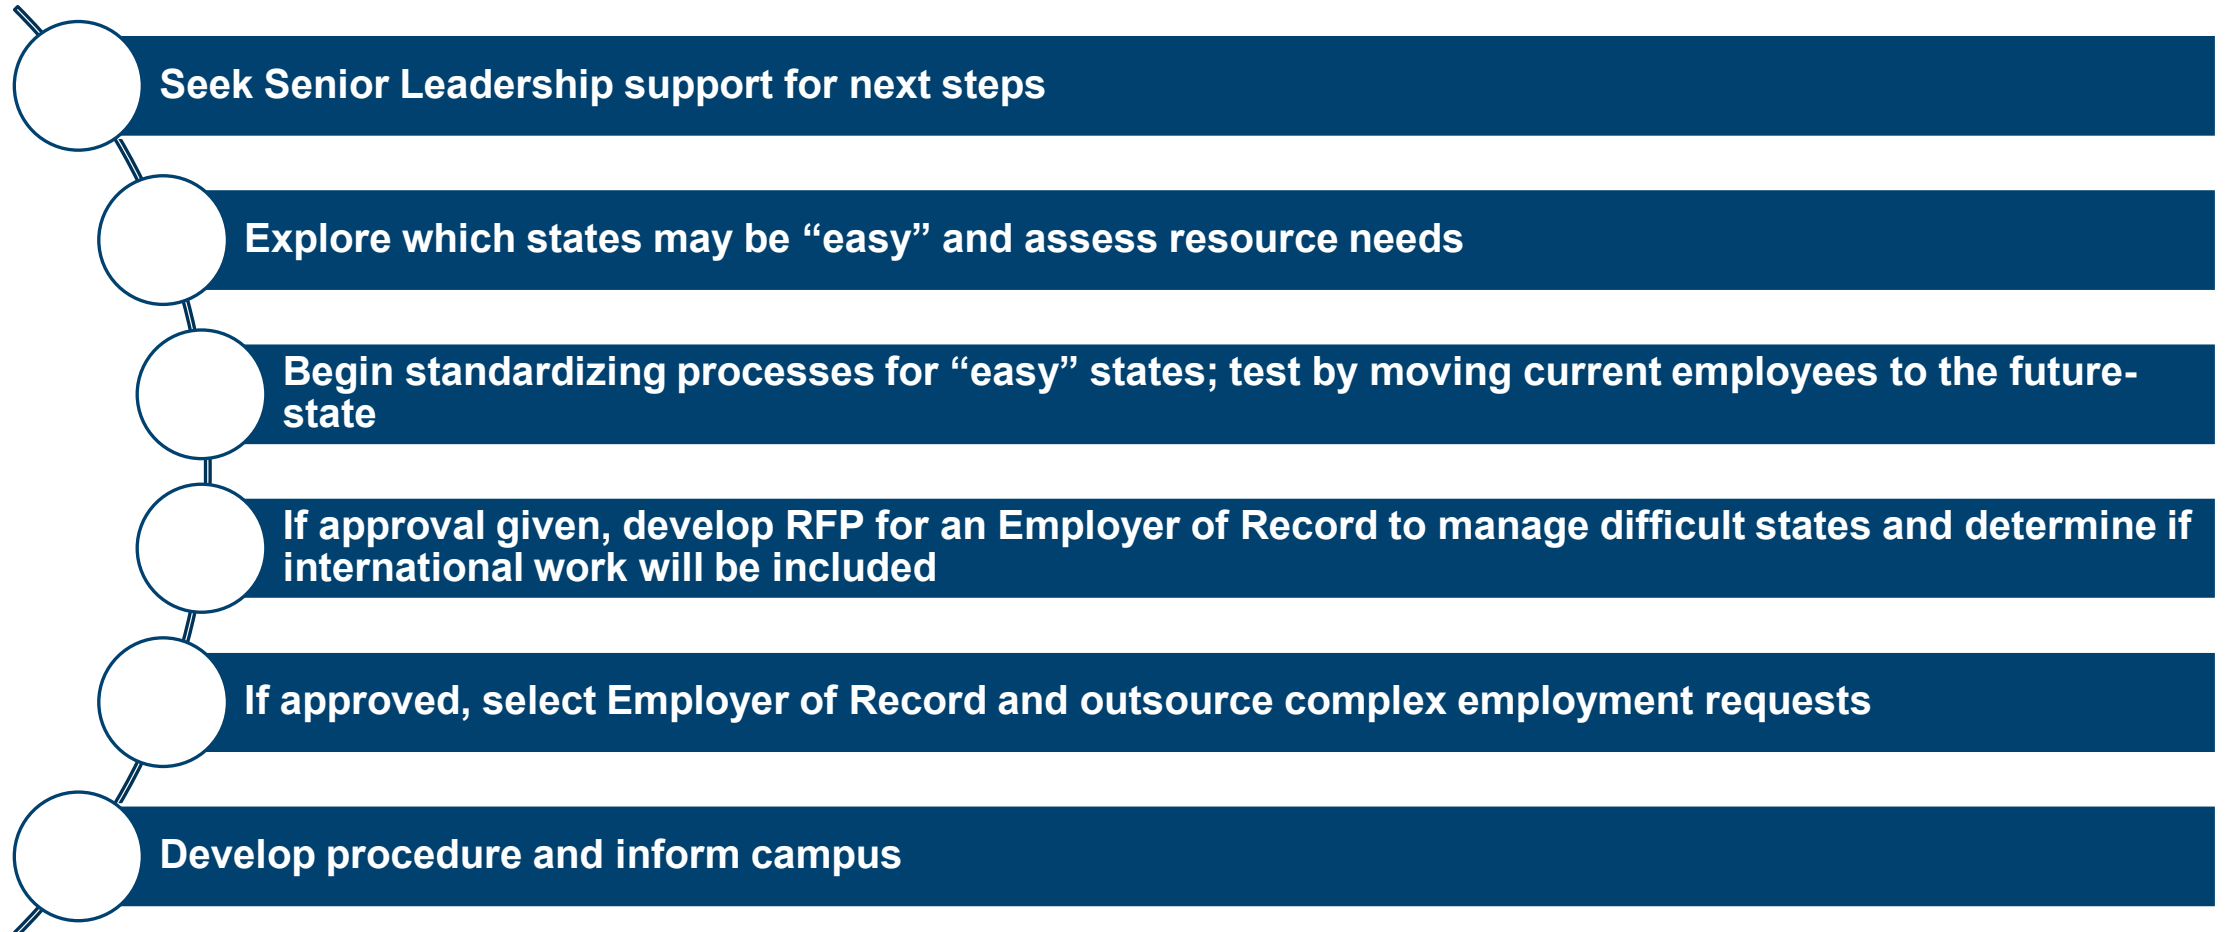 Seek Senior Leadership support for next steps
Explore which states may be “easy” and assess resource needs
Begin standardizing processes for “easy” states; test by moving current employees to the future-
state
If approval given, develop RFP for an Employer of Record to manage difficult states and determine if
international work will be included
If approved, select Employer of Record and outsource complex employment requests
Develop procedure and inform campus